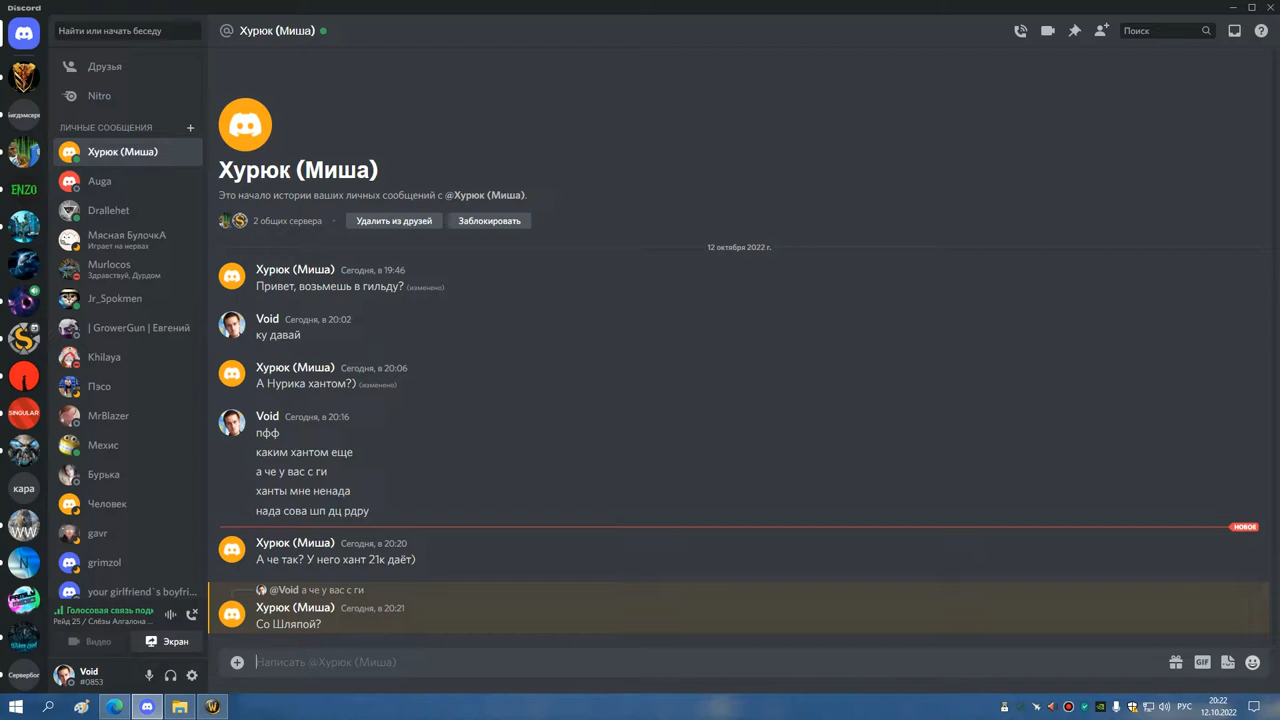 Discord
Найти или начать беседу
@ Хурюк (Миша)
Поиск
Друзья
Nitro
ЛИЧНЫЕ СООБЩЕНИЯ
Хурюк (Миша)
Auga
Drallehet
Мясная БулочкА
Играет на нервах
Murlocos
Здравствуй, Дурдом
Jr_Spokmen
| GrowerGun | Евгений
Khilaya
Пэсо
MrBlazer
Мехис
Бурька
Человек
gavr
grimzol
your girlfriend`s boyfri...
ENZO
SINGULAR
кара
WW
N
Хурюк (Миша)
Это начало истории ваших личных сообщений с @Хурюк (Миша).
2 общих сервера
Удалить из друзей
Заблокировать
12 октября 2022 г.
Хурюк (Миша) Сегодня, в 19:46
Привет, возьмешь в гильду? (изменено)
Void Сегодня, в 20:02
ку давай
Хурюк (Миша) Сегодня, в 20:06
А Нурика хантом?) (изменено)
Void Сегодня, в 20:16
пфф
каким хантом еще
а че у вас с ги
ханты мне ненада
нада сова шп дц рдру
НОВОЕ
Хурюк (Миша) Сегодня, в 20:20
А че так? У него хант 21к даёт)
@Void а че у вас с ги
Хурюк (Миша) Сегодня, в 20:21
Со Шляпой?
Написать @Хурюк (Миша)
GIF
Голосовая связь подк
Рейд 25 / Слёзы Алгалона ...
Видео
Экран
Void
#0853
РУС
20:22
12.10.2022